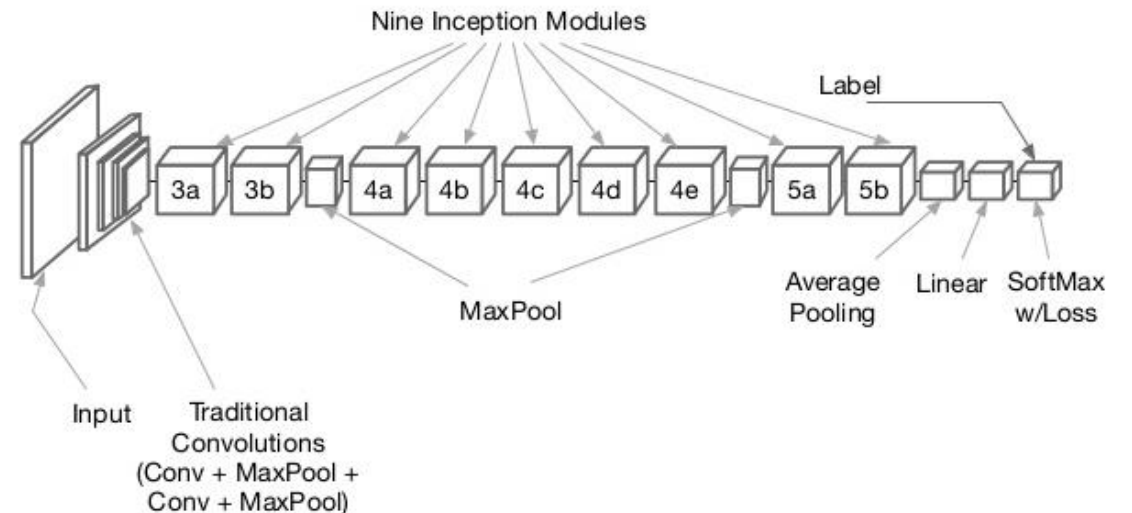 Nine Inception Modules
Label
3a
3b
4a
4b
4c
4d
4e
5a
5b
MaxPool
Average
Pooling
Linear
SoftMax
w/Loss
Input
Traditional
Convolutions
(Conv + MaxPool +
Conv + MaxPool)